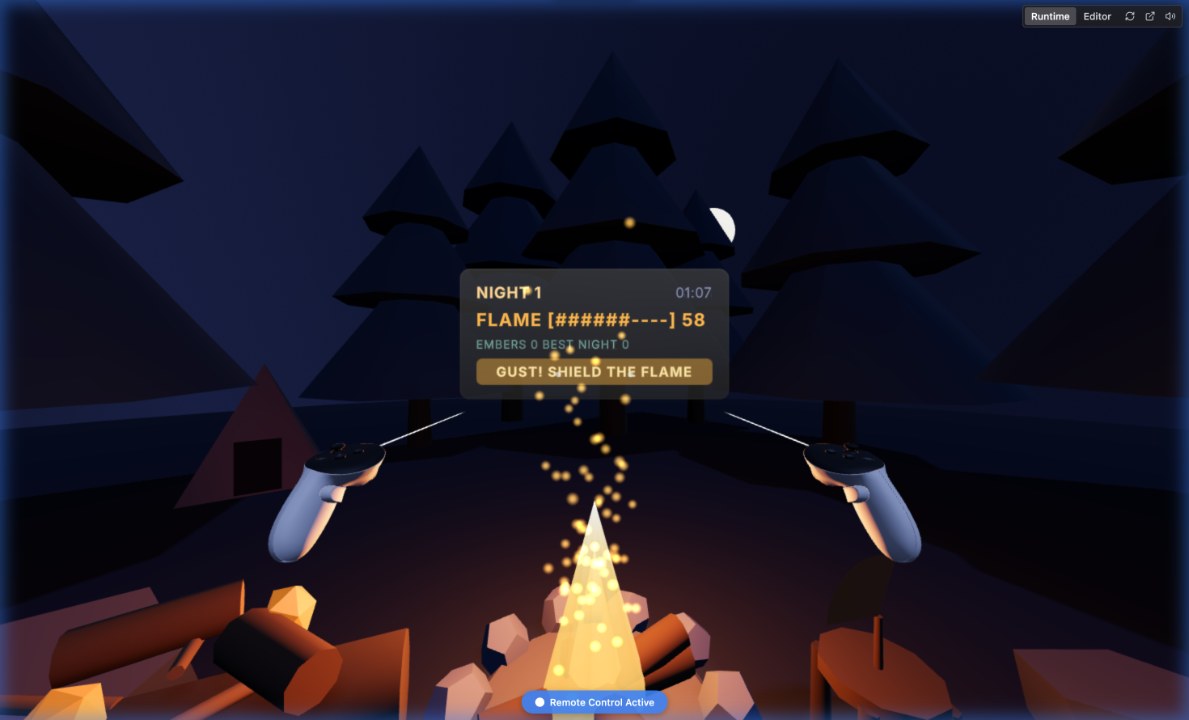 Runtime Editor
NIGHT 1 01:07
FLAME [######----] 58
EMBERS 0 BEST NIGHT 0
GUST! SHIELD THE FLAME
Remote Control Active